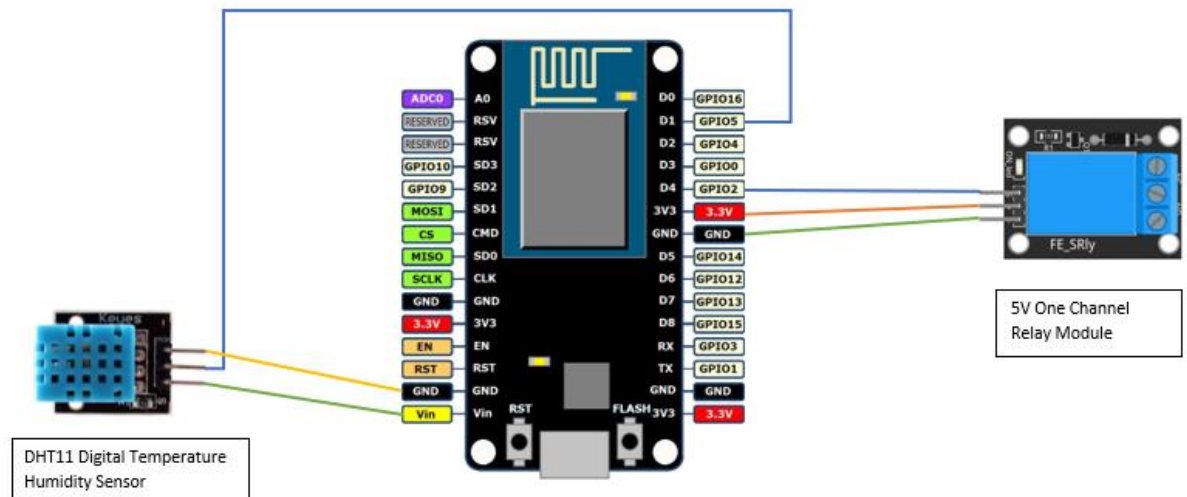 ADC0 A0
RESERVED RSV
RESERVED RSV
GPIO10 SD3
GPIO9 SD2
MOSI SD1
CS CMD
MISO SD0
SCLK CLK
GND GND
3.3V 3V3
EN EN
RST RST
GND GND
Vin Vin
D0 GPIO16
D1 GPIO5
D2 GPIO4
D3 GPIO0
D4 GPIO2
3V3 3.3V
GND GND
D5 GPIO14
D6 GPIO12
D7 GPIO13
D8 GPIO15
RX GPIO3
TX GPIO1
GND GND
3V3 3.3V
RST
FLASH
Keyes
S
DHT11 Digital Temperature
Humidity Sensor
R1
FE_SRly
5V One Channel
Relay Module